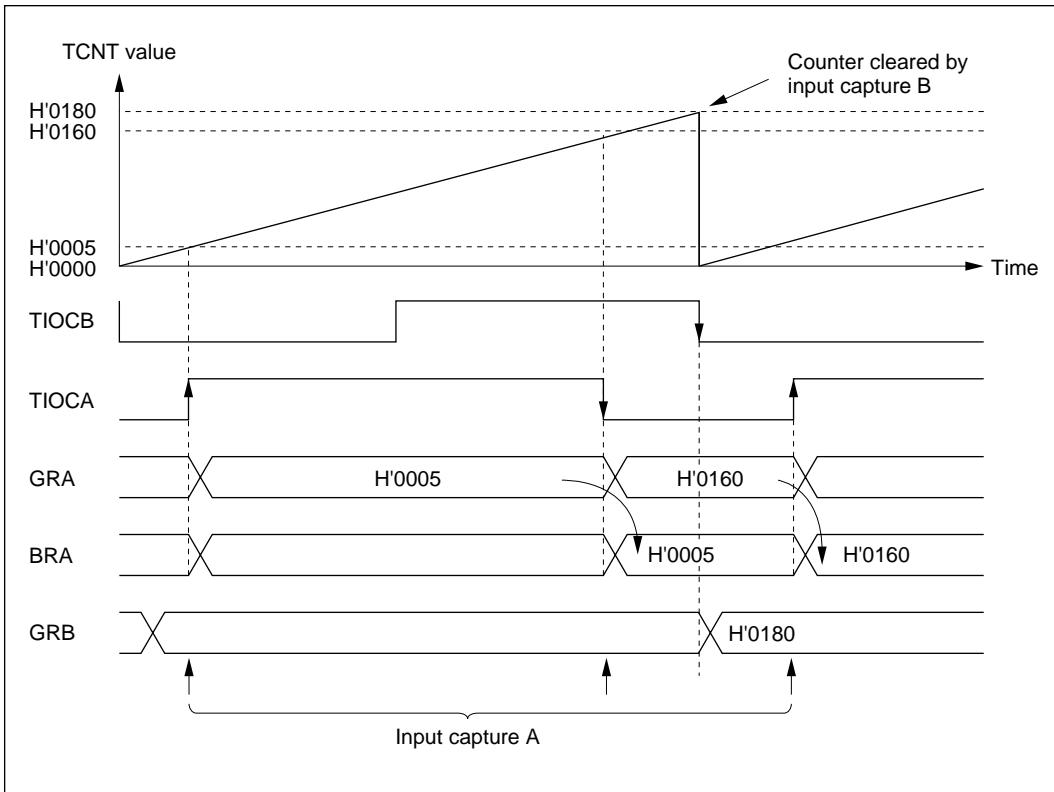 TCNT value
Counter cleared by
input capture B
H'0180
H'0160
H'0005
H'0000
Time
TIOCB
TIOCA
GRA
H'0005
H'0160
BRA
H'0005
H'0160
GRB
H'0180
Input capture A